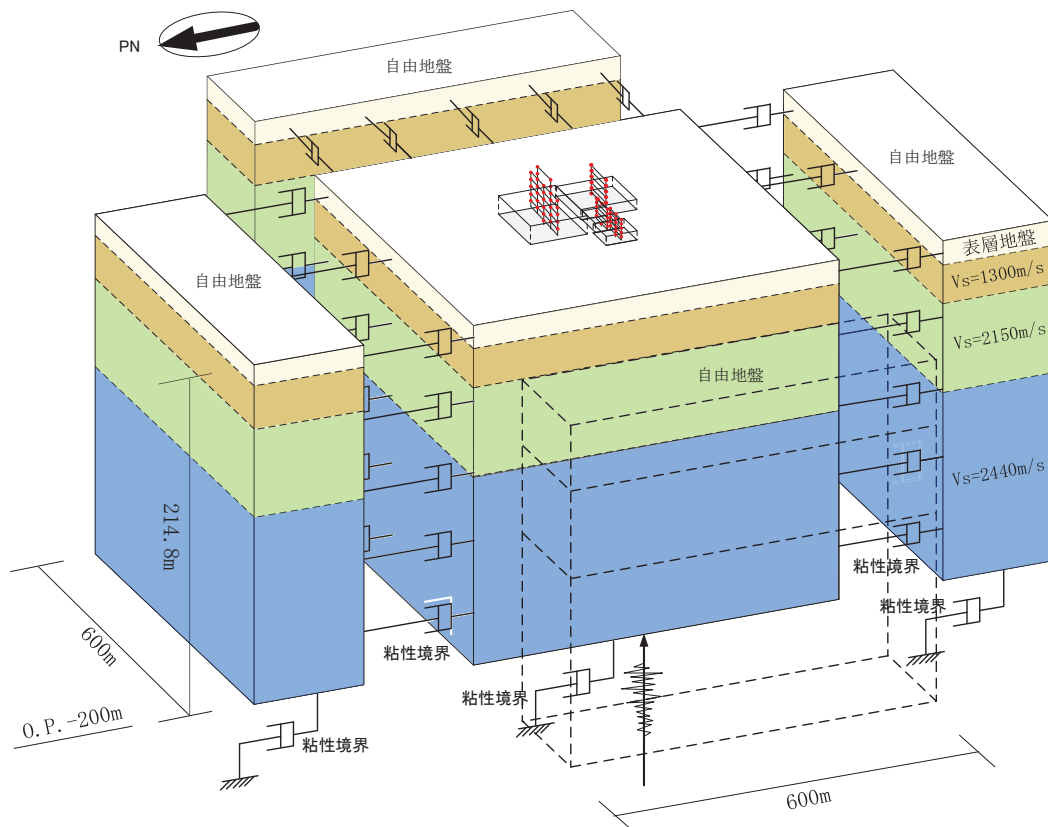 PN
自由地盤
自由地盤
表層地盤
Vs=1300m/s
自由地盤
Vs=2150m/s
自由地盤
Vs=2440m/s
214.8m
粘性境界
粘性境界
600m
粘性境界
粘性境界
O.P.-200m
粘性境界
600m